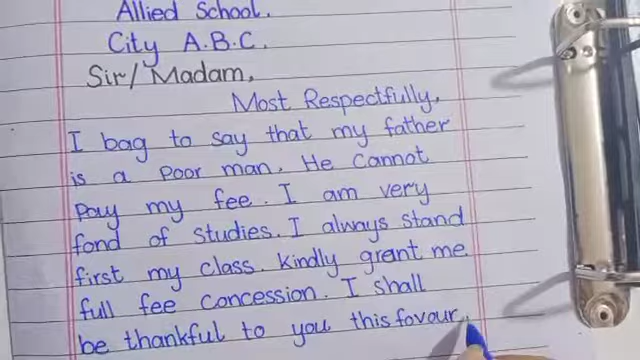 Allied School.
City A.B.C.
Sir/Madam,
Most Respectfully,
I bag to say that my father
is a poor man. He cannot
Pay my fee. I am very
fond of studies. I always stand
first my class. kindly grant me
full fee concession. I shall
be thankful to you this favour.